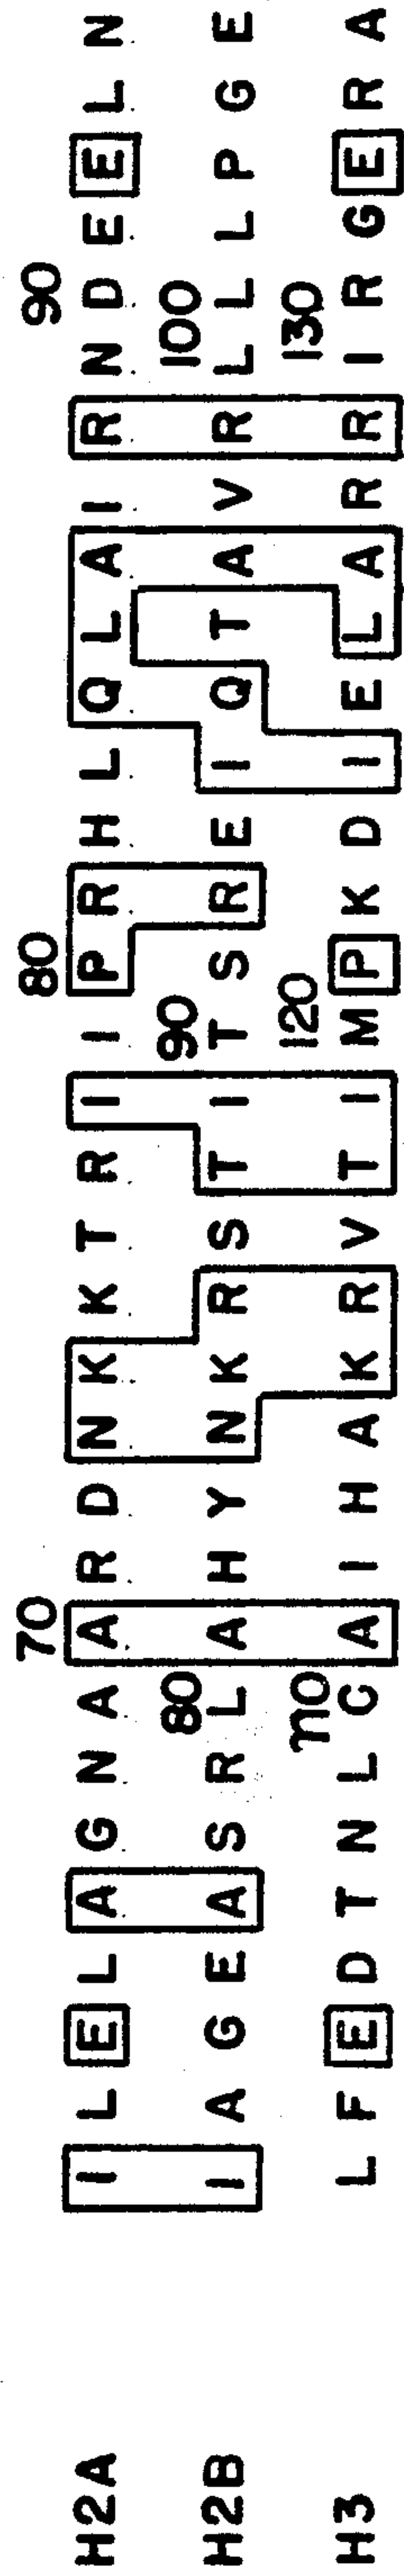 70 80 90
H2A I L E L A G N A A R D N K K T R I I P R H L Q L A I R N D E E L N
80 90 100
H2B I A G E A S R L A H Y N K R S T I T S R E I Q T A V R L L L P G E
110 120 130
H3 L F E D T N L C A I H A K R V T I M P K D I E L A R R I R G E R A